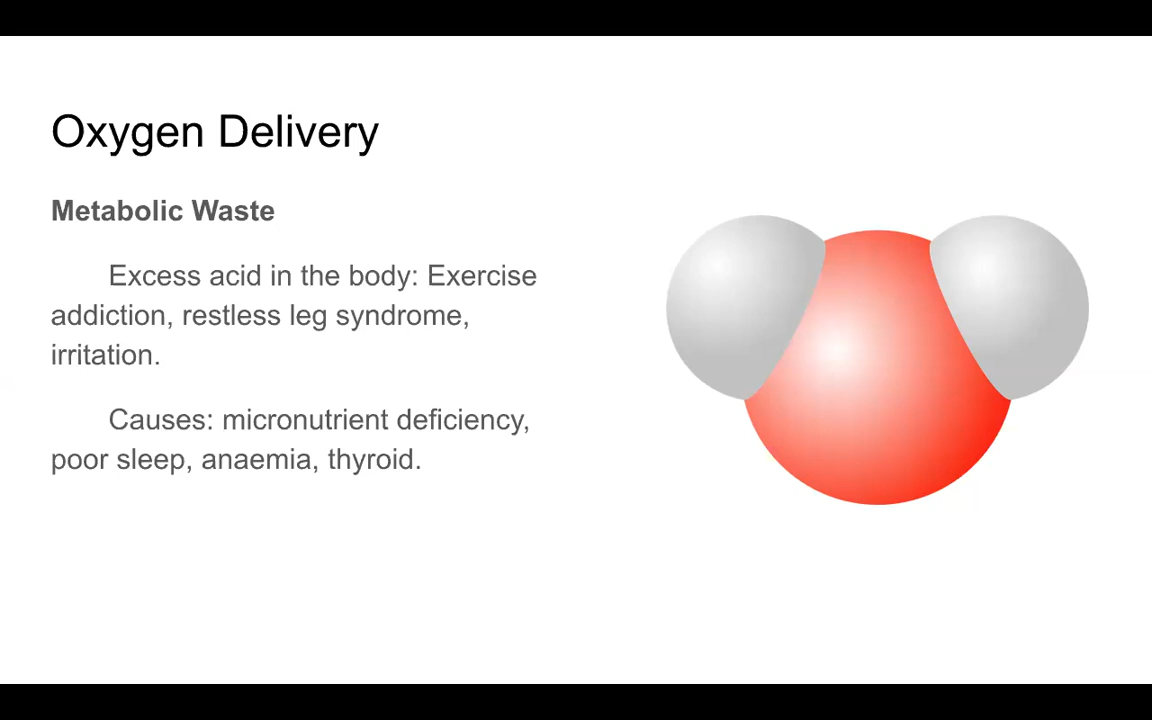 Oxygen Delivery
Metabolic Waste
Excess acid in the body: Exercise
addiction, restless leg syndrome,
irritation.
Causes: micronutrient deficiency,
poor sleep, anaemia, thyroid.